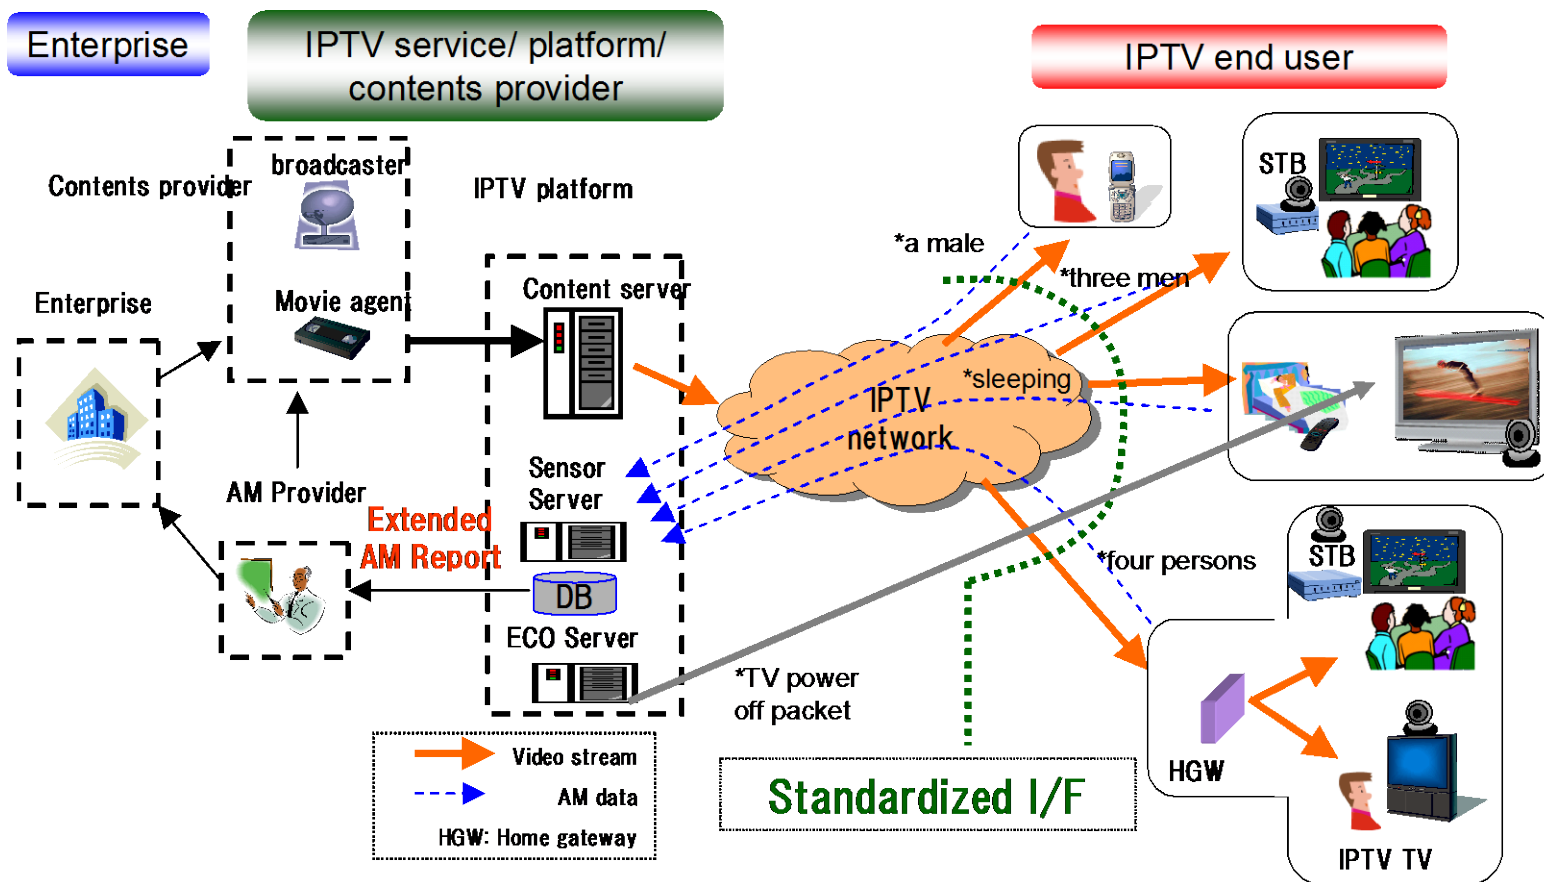 Enterprise
IPTV service/ platform/
contents provider
IPTV end user
Contents provider
broadcaster
IPTV platform
STB
*a male
*three men
Enterprise
Movie agent
Content server
*sleeping
IPTV
network
AM Provider
Sensor
Server
Extended
AM Report
STB
*four persons
DB
ECO Server
*TV power
off packet
Video stream
AM data
HGW: Home gateway
Standardized I/F
HGW
IPTV TV